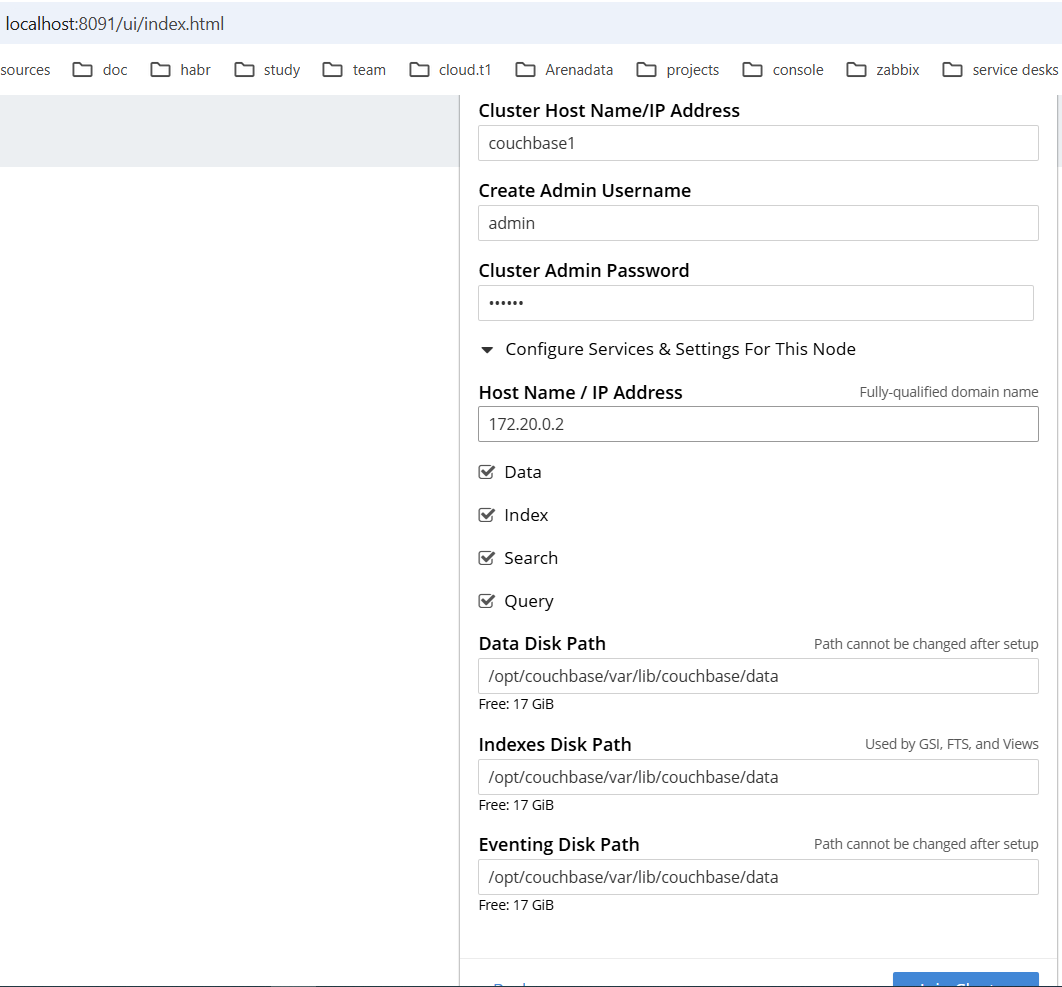 localhost:8091/ui/index.html
sources doc habr study team cloud.t1 Arenadata projects console zabbix service desks
Cluster Host Name/IP Address
couchbase1
Create Admin Username
admin
Cluster Admin Password
••••••
Configure Services & Settings For This Node
Host Name / IP Address Fully-qualified domain name
172.20.0.2
Data
Index
Search
Query
Data Disk Path Path cannot be changed after setup
/opt/couchbase/var/lib/couchbase/data
Free: 17 GiB
Indexes Disk Path Used by GSI, FTS, and Views
/opt/couchbase/var/lib/couchbase/data
Free: 17 GiB
Eventing Disk Path Path cannot be changed after setup
/opt/couchbase/var/lib/couchbase/data
Free: 17 GiB